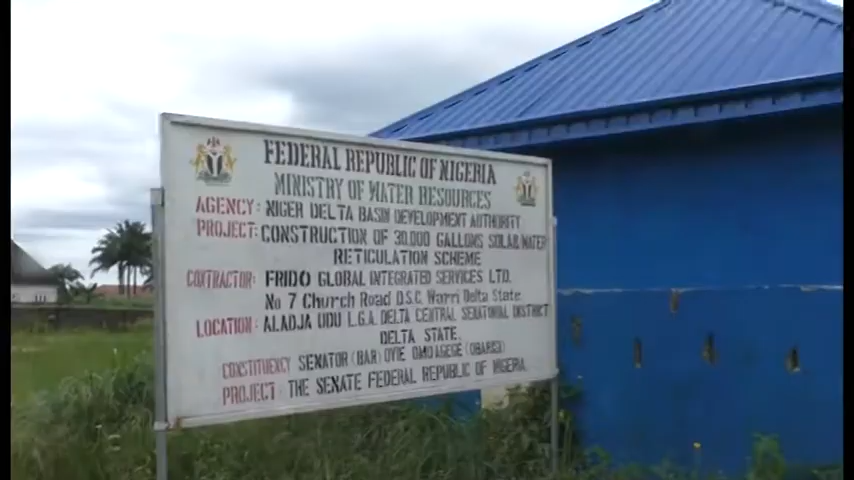 FEDERAL REPUBLIC OF NIGERIA
MINISTRY OF WATER RESOURCES
AGENCY: NIGER DELTA BASIN DEVELOPMENT AUTHORITY
PROJECT: CONSTRUCTION OF 30.000 GALLONS SOLAR WATER
RETICULATION SCHEME
CONTRACTOR: FRIDO GLOBAL INTEGRATED SERVICES LTD.
No 7 CHURCH ROAD D.S.C. WARRI DELTA STATE.
LOCATION: ALADJA UDU L.G.A DELTA CENTRAL SENATORIAL DISTRICT
DELTA STATE.
CONSTITUENCY SENATOR (BAR) OVIE OMO AGEGE (OBARISI)
PROJECT: THE SENATE FEDERAL REPUBLIC OF NIGERIA.